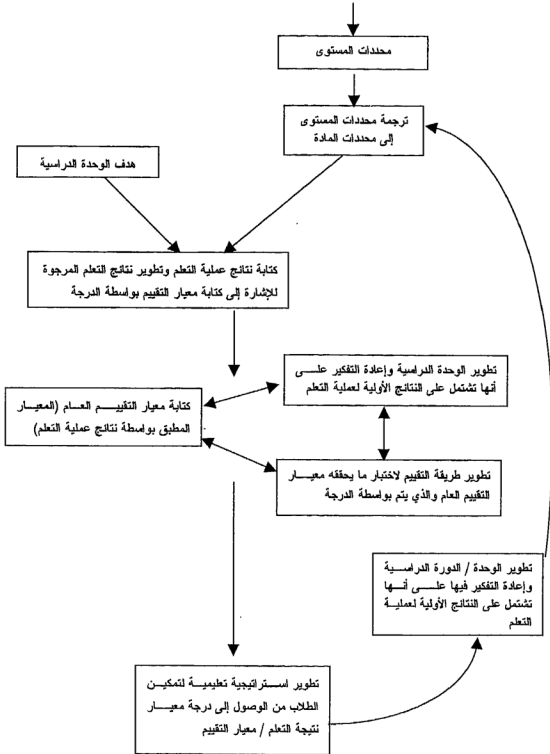 محددات المستوى
ترجمة محددات المستوى
إلى محددات المادة
هدف الوحدة الدراسية
كتابة نتائج عملية التعلم وتطوير نتائج التعلم المرجوة
للإشارة إلى كتابة معيار التقييم بواسطة الدرجة
تطوير الوحدة الدراسية وإعادة التفكير على
أنها تشتمل على النتائج الأولية لعملية التعلم
كتابة معيار التقييم العام (المعيار
المطبق بواسطة نتائج عملية التعلم)
تطوير طريقة التقييم لاختبار ما يحققه معيار
التقييم العام والذي يتم بواسطة الدرجة
تطوير الوحدة / الدورة الدراسية
وإعادة التفكير فيها على أنها
تشتمل على النتائج الأولية لعملية
التعلم
تطوير استراتيجية تعليمية لتمكين
الطلاب من الوصول إلى درجة معيار
نتيجة التعلم / معيار التقييم